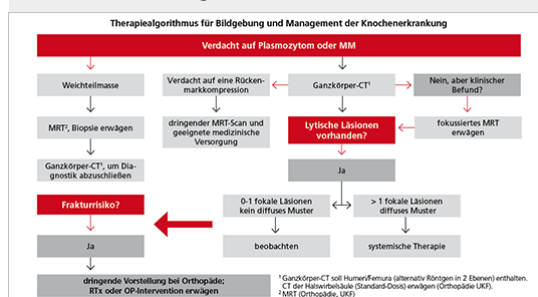 Therapiealgorithmus für Bildgebung und Management der Knochenerkrankung
Verdacht auf Plasmozytom oder MM
Weichteilmasse
Verdacht auf eine Rücken-
markkompression
Ganzkörper-CT¹
Nein, aber klinischer
Befund?
MRT², Biopsie erwägen
dringender MRT-Scan und
geeignete medizinische
Versorgung
Lytische Läsionen
vorhanden?
fokussiertes MRT
erwägen
Ganzkörper-CT¹, um Dia-
gnostik abzuschließen
Ja
Frakturrisiko?
0-1 fokale Läsionen
kein diffuses Muster
> 1 fokale Läsionen
diffuses Muster
Ja
beobachten
systemische Therapie
dringende Vorstellung bei Orthopäde;
RTx oder OP-Intervention erwägen
¹ Ganzkörper-CT soll Humeri/Femura (alternativ Röntgen in 2 Ebenen) enthalten.
CT der Halswirbelsäule (Standard-Dosis) erwägen (Orthopädie UKF).
² MRT (Orthopädie, UKF)